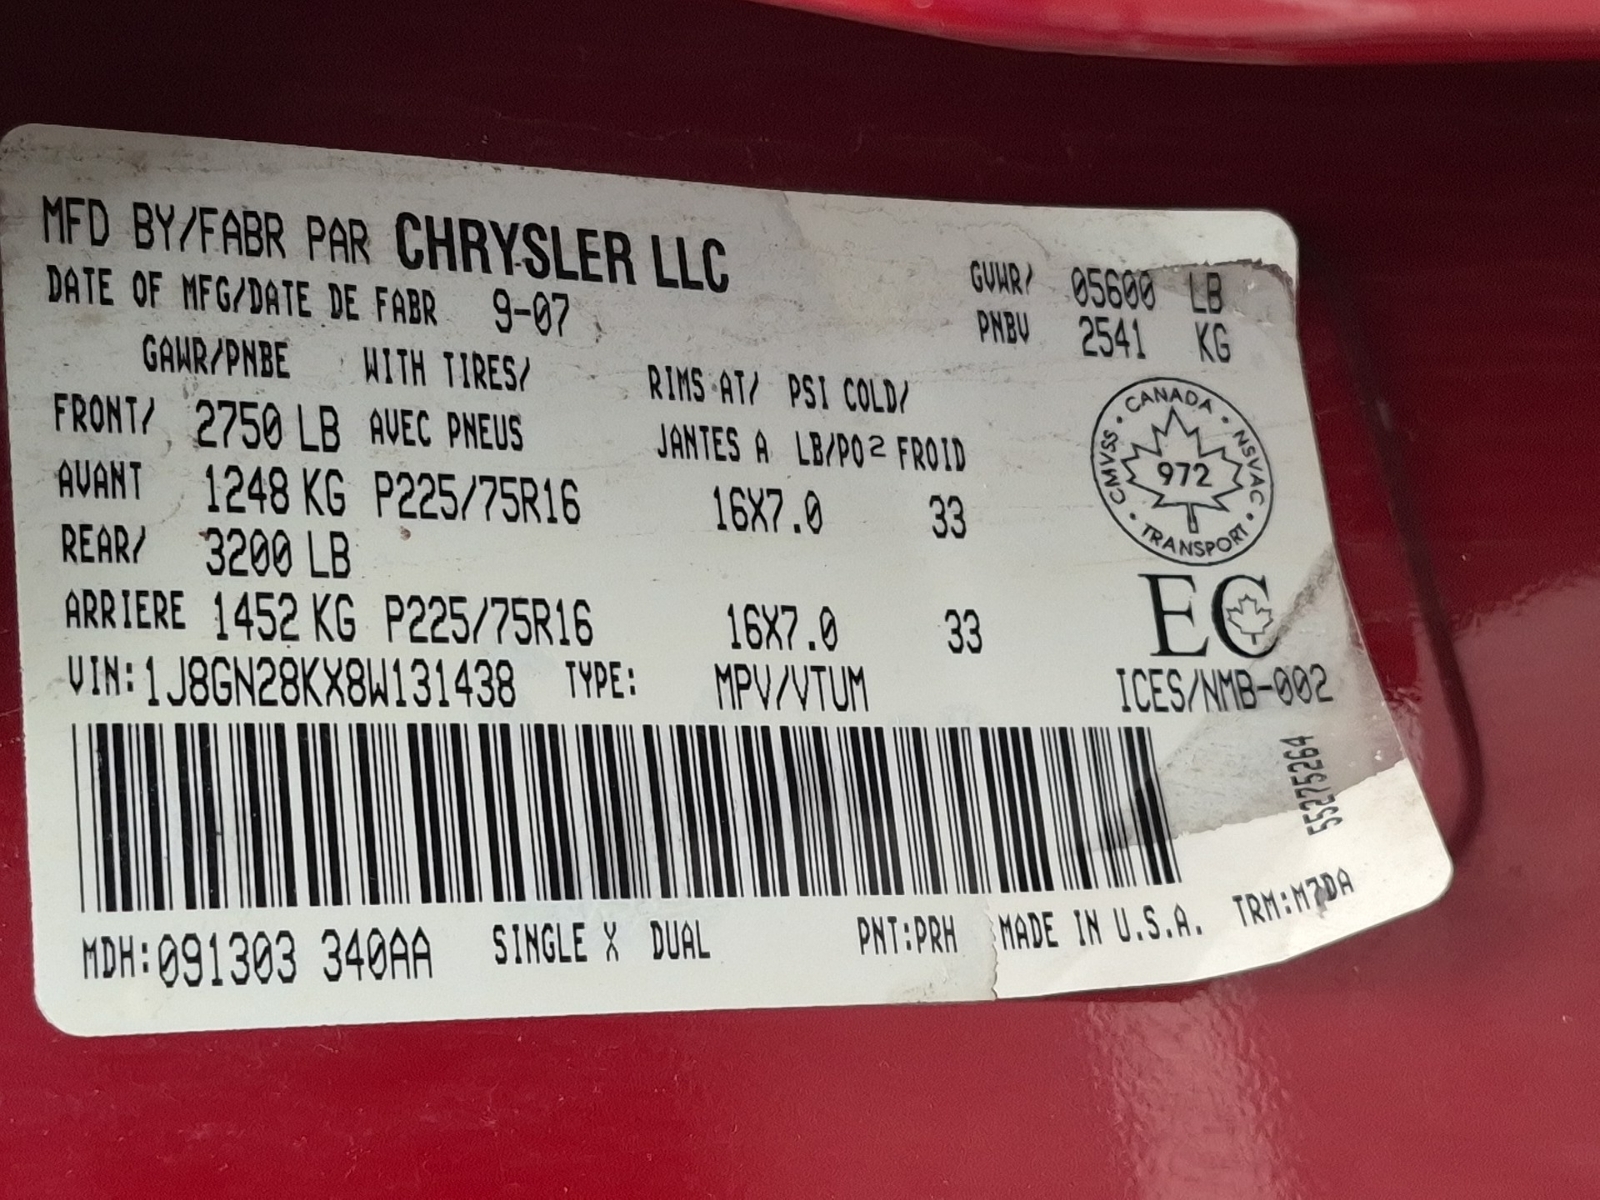 MFD BY/FABR PAR CHRYSLER LLC
DATE OF MFG/DATE DE FABR 9-07
GVWR/ 05600 LB
PNBV 2541 KG
GAWR/PNBE WITH TIRES/ RIMS AT/ PSI COLD/
FRONT/ 2750 LB AVEC PNEUS JANTES A LB/PO² FROID
AVANT 1248 KG P225/75R16 16X7.0 33
REAR/ 3200 LB
ARRIERE 1452 KG P225/75R16 16X7.0 33
CANADA · NSVAC · TRANSPORT · CMVSS ·
972
EC
VIN:1J8GN28KX8W131438 TYPE: MPV/VTUM ICES/NMB-002
55275264
MDH:091303 340AA SINGLE X DUAL PNT:PRH MADE IN U.S.A. TRM:M7DA